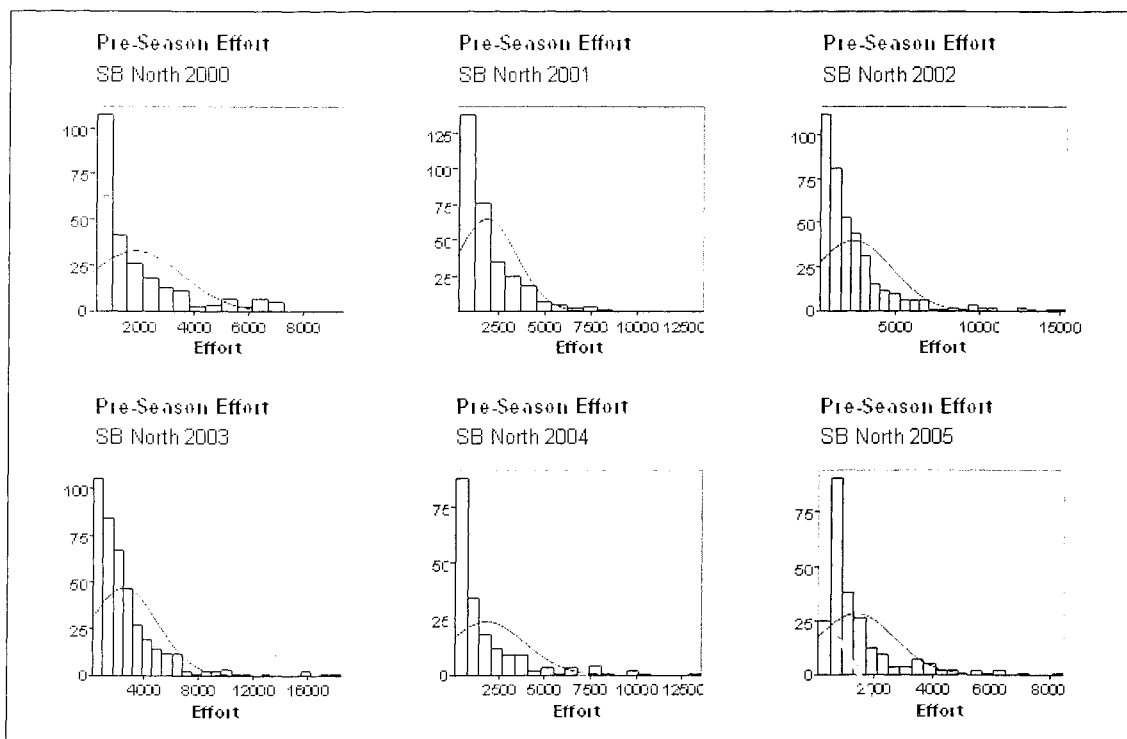 Pre-Season Effort
SB North 2000
100
75
50
25
0
2000 4000 6000 8000
Effort
Pre-Season Effort
SB North 2001
125
100
75
50
25
2500 5000 7500 10000 12500
Effort
Pre-Season Effort
SB North 2002
100
75
50
25
0
5000 10000 15000
Effort
Pre-Season Effort
SB North 2003
100
75
50
25
0
4000 8000 12000 16000
Effort
Pre-Season Effort
SB North 2004
75
50
25
0
2500 5000 7500 10000 12500
Effort
Pre-Season Effort
SB North 2005
75
50
25
0
2000 4000 6000 8000
Effort